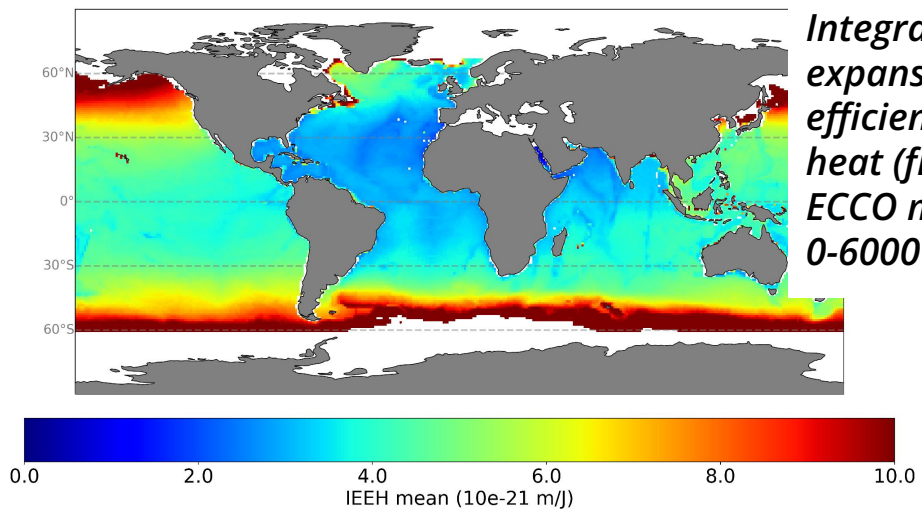 Integra
expans
efficien
heat (fl
ECCO m
0-6000
60°N
30°N
0°
30°S
60°S
0.0 2.0 4.0 6.0 8.0 10.0
IEEH mean (10e-21 m/J)